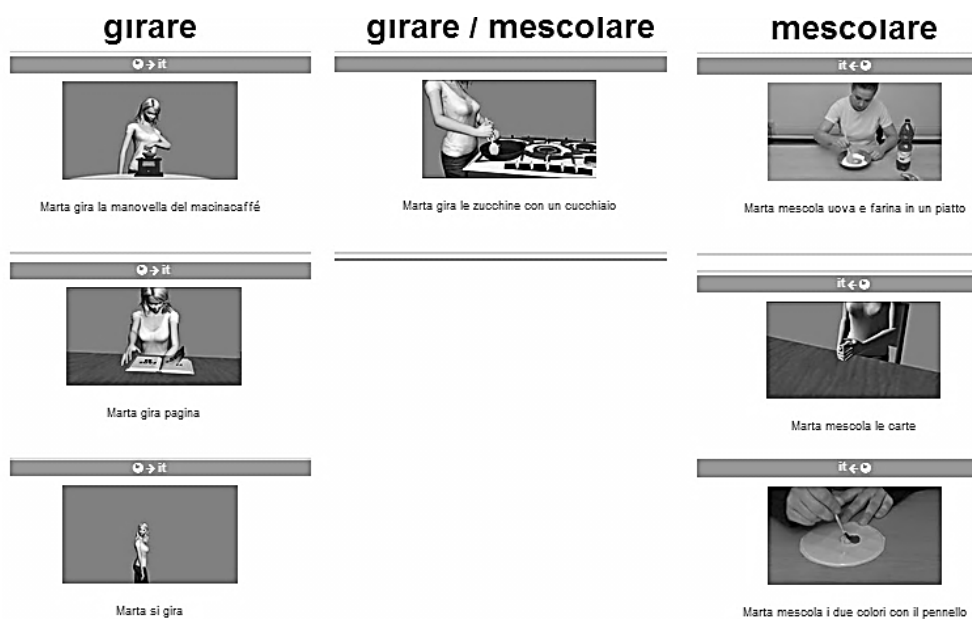 girare
girare / mescolare
mescolare
it
it
Marta gira la manovella del macinacaffé
Marta gira le zucchine con un cucchiaio
Marta mescola uova e farina in un piatto
it
it
Marta gira pagina
Marta mescola le carte
it
it
Marta si gira
Marta mescola i due colori con il pennello